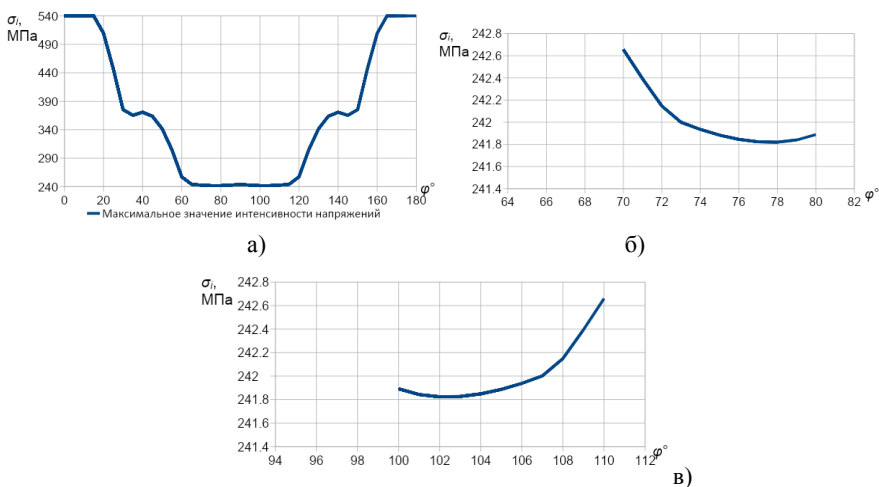 σi,
МПа
540
490
440
390
340
290
240
0 20 40 60 80 100 120 140 160 180
φ°
Максимальное значение интенсивности напряжений
а)
σi,
МПа
242.8
242.6
242.4
242.2
242
241.8
241.6
241.4
64 66 68 70 72 74 76 78 80 82
φ°
б)
σi,
МПа
242.8
242.6
242.4
242.2
242
241.8
241.6
241.4
94 96 98 100 102 104 106 108 110 112
φ°
в)